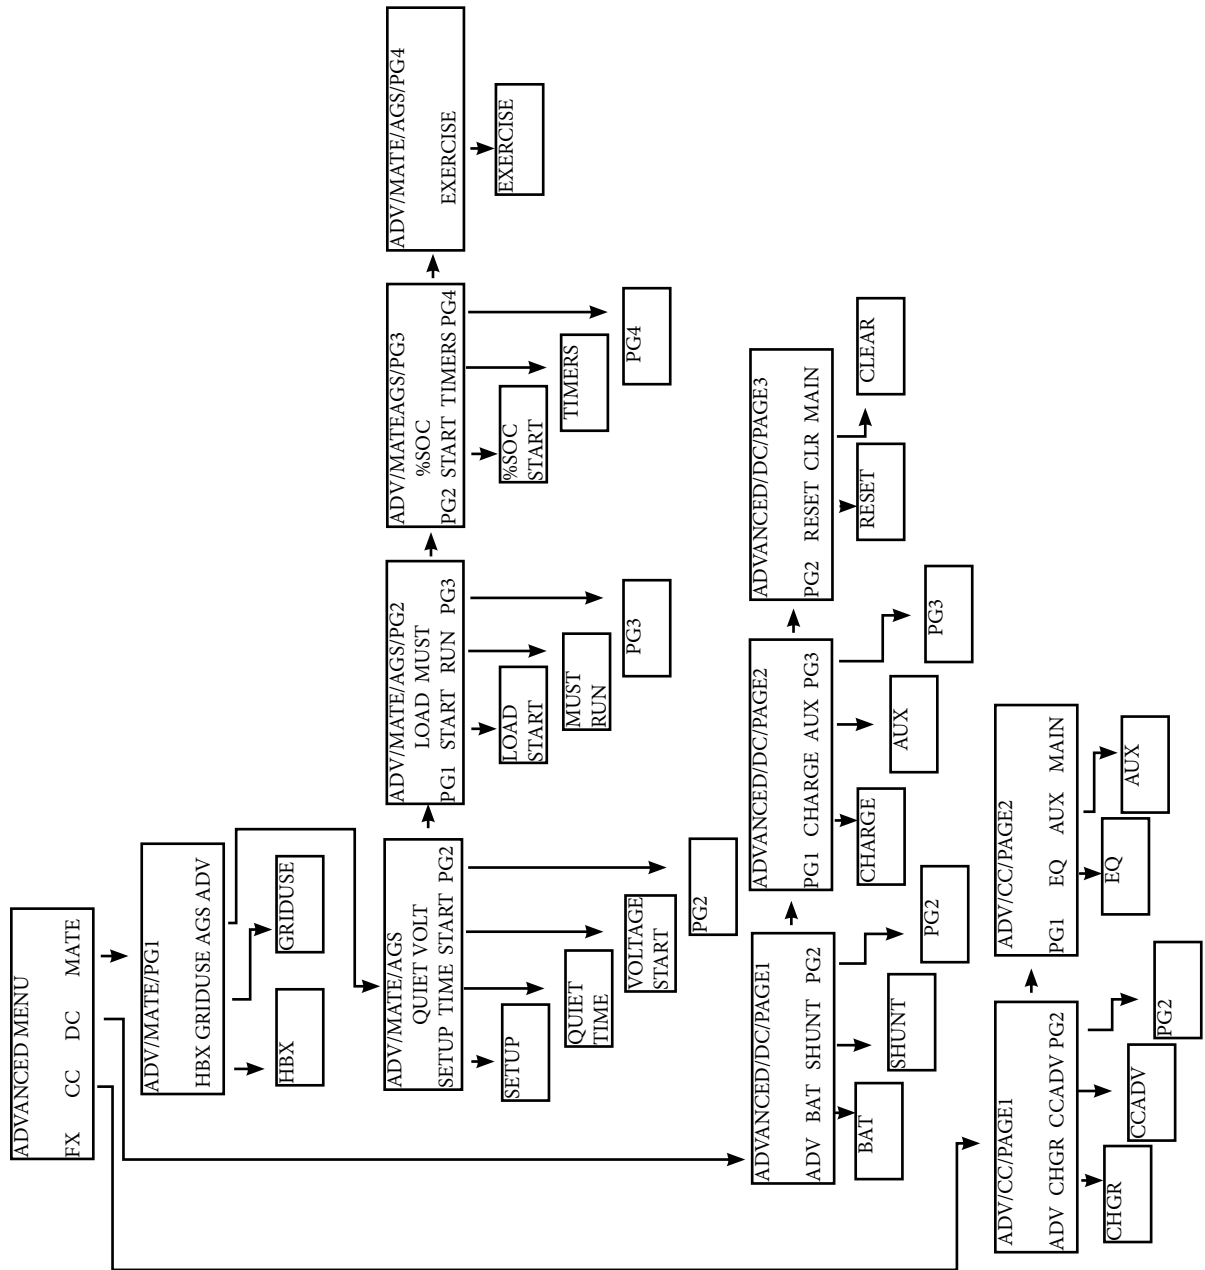 ADVANCED MENU
FX CC DC MATE
ADV/MATE/PG1
HBX GRIDUSE AGS ADV
HBX
GRIDUSE
ADV/MATE/AGS
QUIET VOLT
SETUP TIME START PG2
SETUP
QUIET
TIME
VOLTAGE
START
PG2
ADV/MATE/AGS/PG2
LOAD MUST
PG1 START RUN PG3
LOAD
START
MUST
RUN
PG3
ADV/MATEAGS/PG3
%SOC
PG2 START TIMERS PG4
%SOC
START
TIMERS
PG4
ADV/MATE/AGS/PG4
EXERCISE
EXERCISE
ADVANCED/DC/PAGE1
ADV BAT SHUNT PG2
BAT
SHUNT
PG2
ADVANCED/DC/PAGE2
PG1 CHARGE AUX PG3
CHARGE
AUX
PG3
ADVANCED/DC/PAGE3
PG2 RESET CLR MAIN
RESET
CLEAR
ADV/CC/PAGE1
ADV CHGR CCADV PG2
CHGR
CCADV
PG2
ADV/CC/PAGE2
PG1 EQ AUX MAIN
EQ
AUX